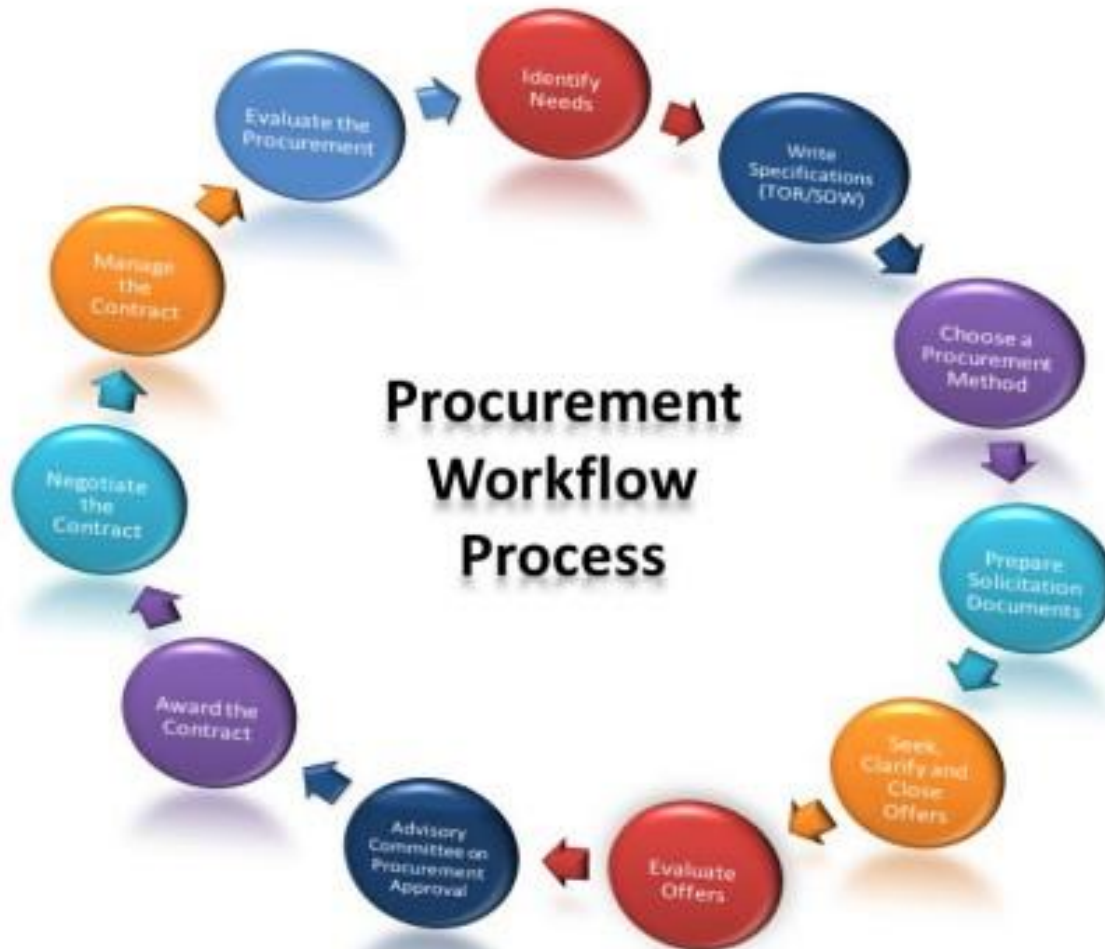 Identify
Needs
Write
Specifications
(TOR/SOW)
Choose a
Procurement
Method
Prepare
Solicitation
Documents
Seek,
Clarify and
Close
Offers
Evaluate
Offers
Advisory
Committee on
Procurement
Approval
Award the
Contract
Negotiate
the
Contract
Manage
the
Contract
Evaluate the
Procurement
Procurement
Workflow
Process